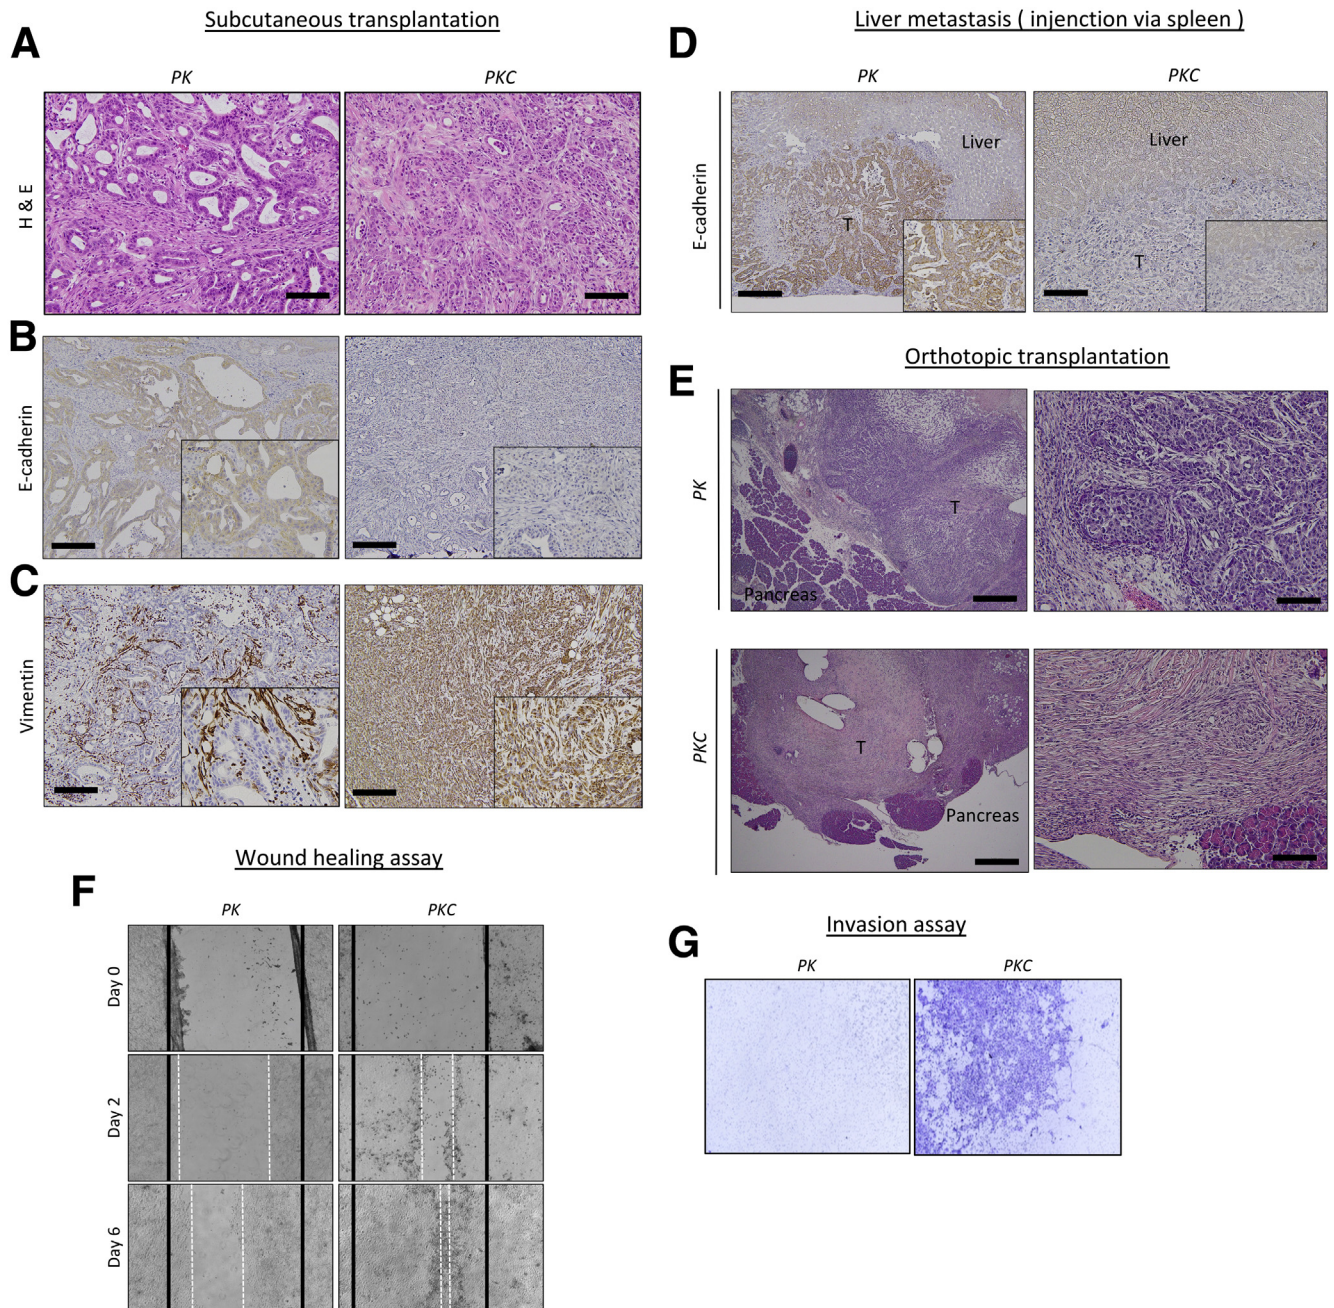 A
Subcutaneous transplantation
PK
PKC
H & E
B
E-cadherin
C
Vimentin
D
Liver metastasis ( injenction via spleen )
PK
PKC
E-cadherin
Liver
T
Liver
T
Orthotopic transplantation
E
PK
T
Pancreas
PKC
T
Pancreas
Wound healing assay
F
PK
PKC
Day 0
Day 2
Day 6
Invasion assay
G
PK
PKC